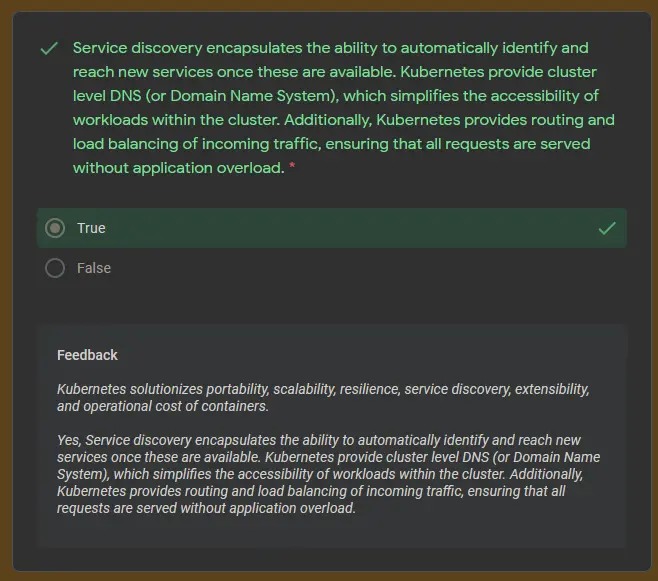 Service discovery encapsulates the ability to automatically identify and
reach new services once these are available. Kubernetes provide cluster
level DNS (or Domain Name System), which simplifies the accessibility of
workloads within the cluster. Additionally, Kubernetes provides routing and
load balancing of incoming traffic, ensuring that all requests are served
without application overload. *
True
False
Feedback
Kubernetes solutionizes portability, scalability, resilience, service discovery, extensibility,
and operational cost of containers.
Yes, Service discovery encapsulates the ability to automatically identify and reach new
services once these are available. Kubernetes provide cluster level DNS (or Domain Name
System), which simplifies the accessibility of workloads within the cluster. Additionally,
Kubernetes provides routing and load balancing of incoming traffic, ensuring that all
requests are served without application overload.